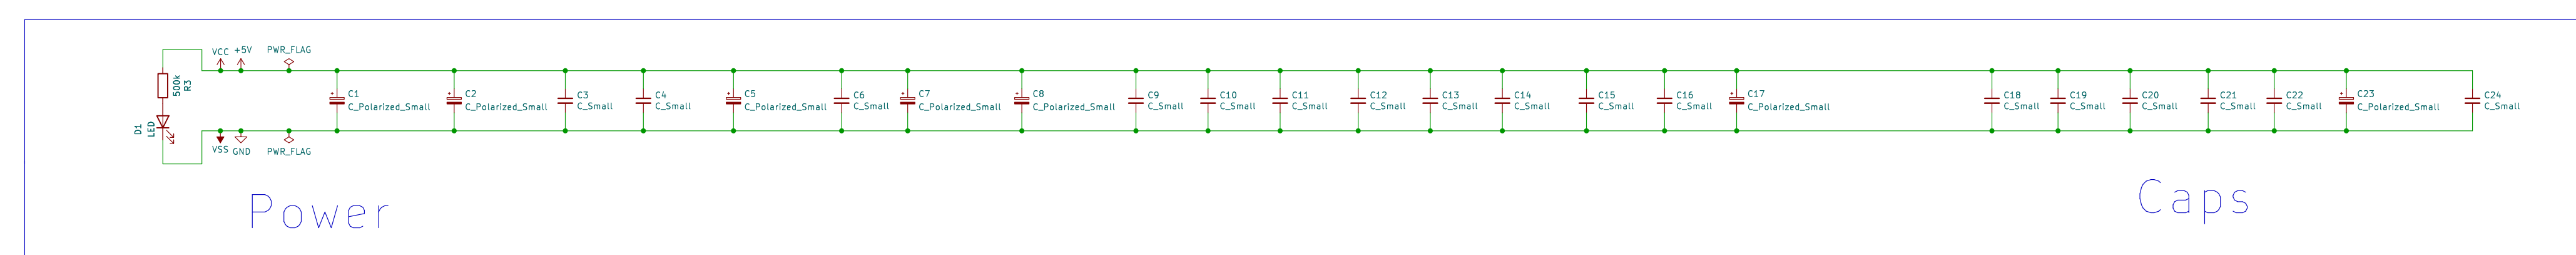 VCC +5V PWR_FLAG
500k
R3
D1
LED
VSS GND PWR_FLAG
C1
C_Polarized_Small
C2
C_Polarized_Small
C3
C_Small
C4
C_Small
C5
C_Polarized_Small
C6
C_Small
C7
C_Polarized_Small
C8
C_Polarized_Small
C9
C_Small
C10
C_Small
C11
C_Small
C12
C_Small
C13
C_Small
C14
C_Small
C15
C_Small
C16
C_Small
C17
C_Polarized_Small
C18
C_Small
C19
C_Small
C20
C_Small
C21
C_Small
C22
C_Small
C23
C_Polarized_Small
C24
C_Small
Power
Caps